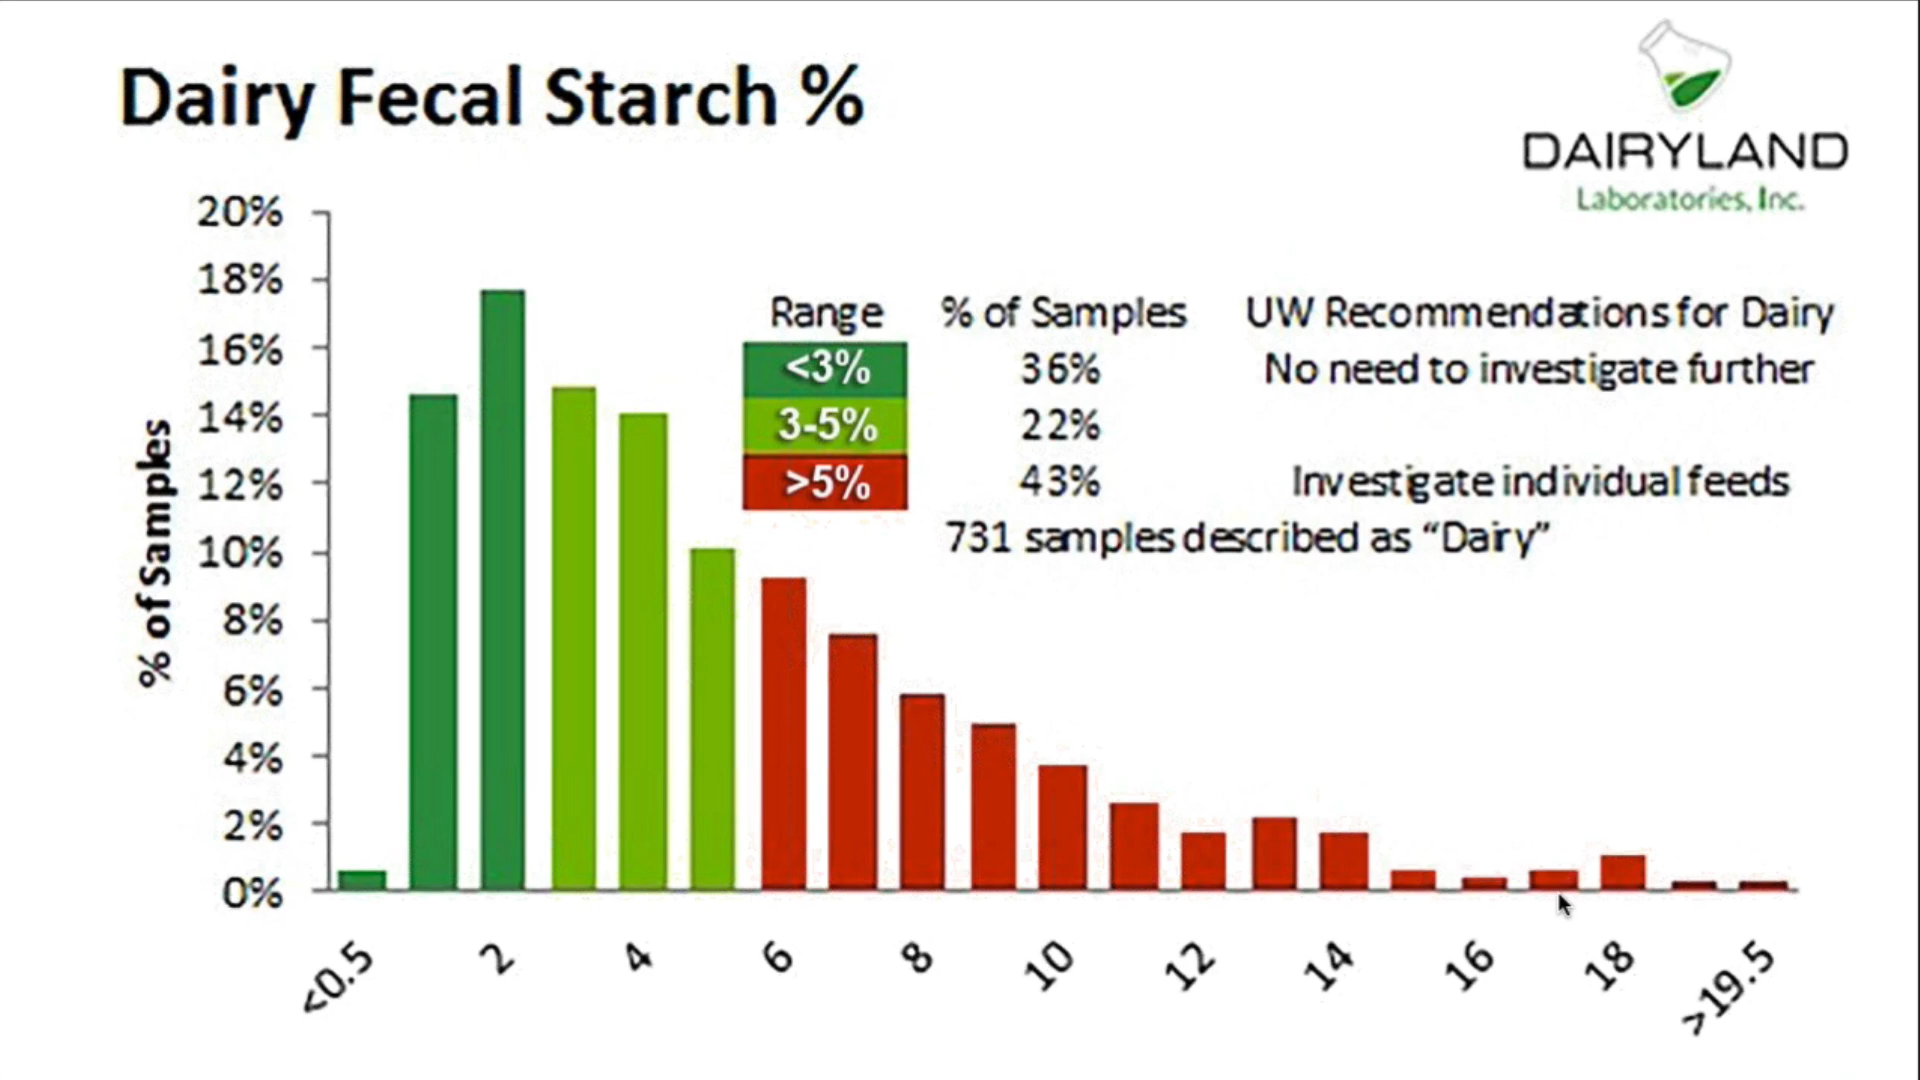 Dairy Fecal Starch %
DAIRYLAND
Laboratories, Inc.
20%
18%
16%
14%
12%
10%
8%
6%
4%
2%
0%
% of Samples
Range % of Samples UW Recommendations for Dairy
<3% 36% No need to investigate further
3-5% 22%
>5% 43% Investigate individual feeds
731 samples described as “Dairy”
<0.5 2 4 6 8 10 12 14 16 18 >19.5